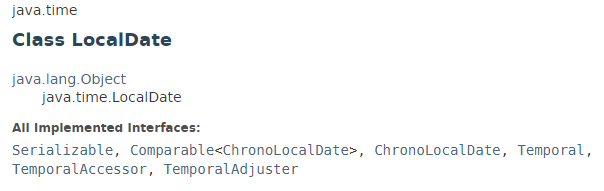 java.time
Class LocalDate
java.lang.Object
java.time.LocalDate
All Implemented Interfaces:
Serializable, Comparable<ChronoLocalDate>, ChronoLocalDate, Temporal,
TemporalAccessor, TemporalAdjuster